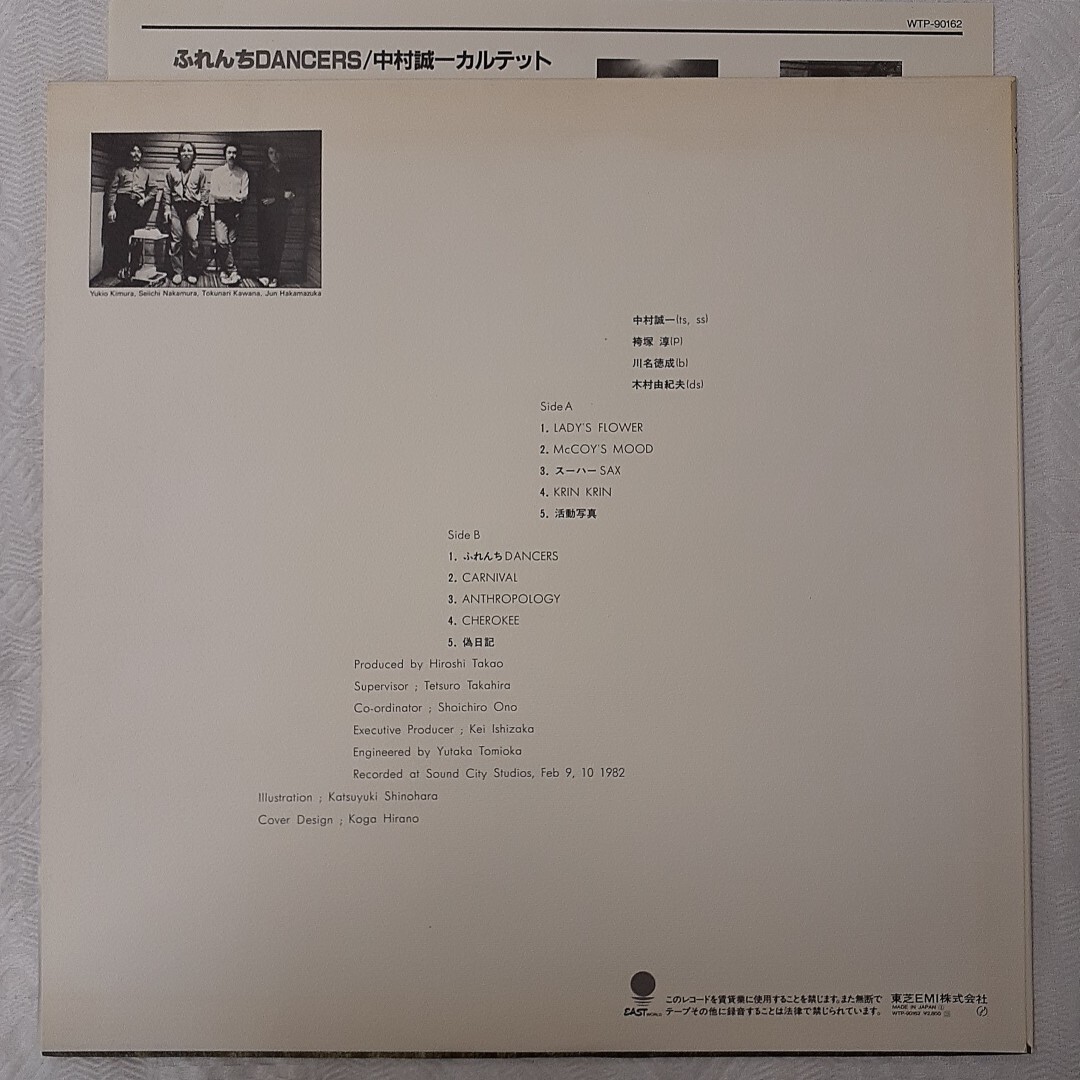 WTP-90162
ふれんちDANCERS/中村誠一カルテット
Yukio Kimura, Seiichi Nakamura, Tokunari Kawana, Jun Hakamazuka
中村誠一(ts, ss)
袴塚 淳(p)
川名徳成(b)
木村由紀夫(ds)
Side A
1. LADY'S FLOWER
2. McCOY'S MOOD
3. スーハーSAX
4. KRIN KRIN
5. 活動写真
Side B
1. ふれんちDANCERS
2. CARNIVAL
3. ANTHROPOLOGY
4. CHEROKEE
5. 偽日記
Produced by Hiroshi Takao
Supervisor ; Tetsuro Takahira
Co-ordinator ; Shoichiro Ono
Executive Producer ; Kei Ishizaka
Engineered by Yutaka Tomioka
Recorded at Sound City Studios, Feb 9, 10 1982
Illustration ; Katsuyuki Shinohara
Cover Design ; Koga Hirano
EAST WORLD
このレコードを賃貸業に使用することを禁じます。また無断で
テープその他に録音することは法律で禁じられています。
東芝EMI株式会社
MADE IN JAPAN
WTP-90162 ¥2,800